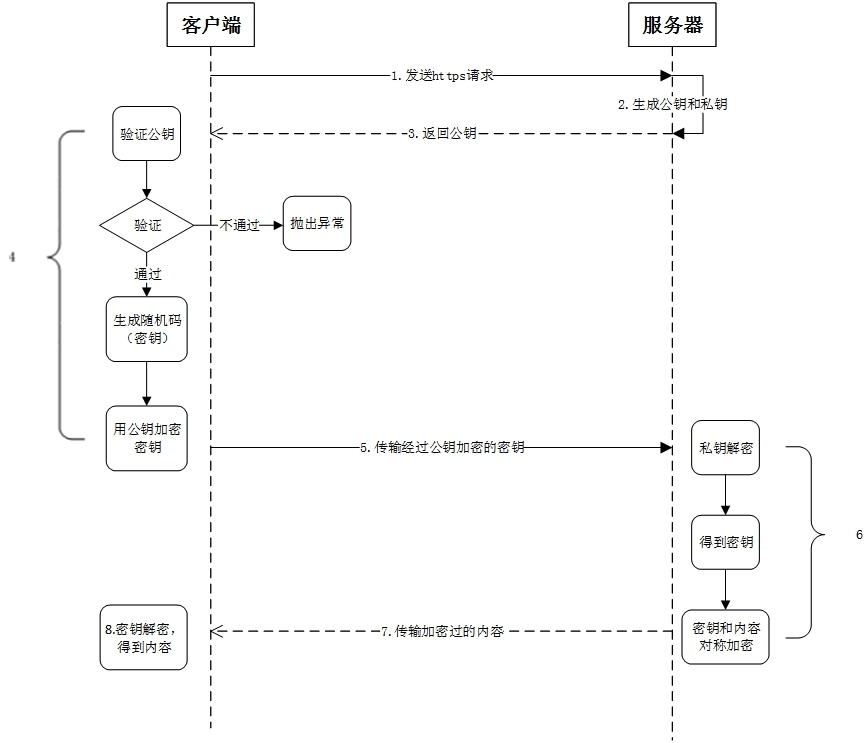 客户端
服务器
1.发送https请求
2.生成公钥和私钥
3.返回公钥
验证公钥
验证
不通过
抛出异常
通过
4
生成随机码
（密钥）
用公钥加密
密钥
5.传输经过公钥加密的密钥
私钥解密
得到密钥
6
密钥和内容
对称加密
7.传输加密过的内容
8.密钥解密，
得到内容